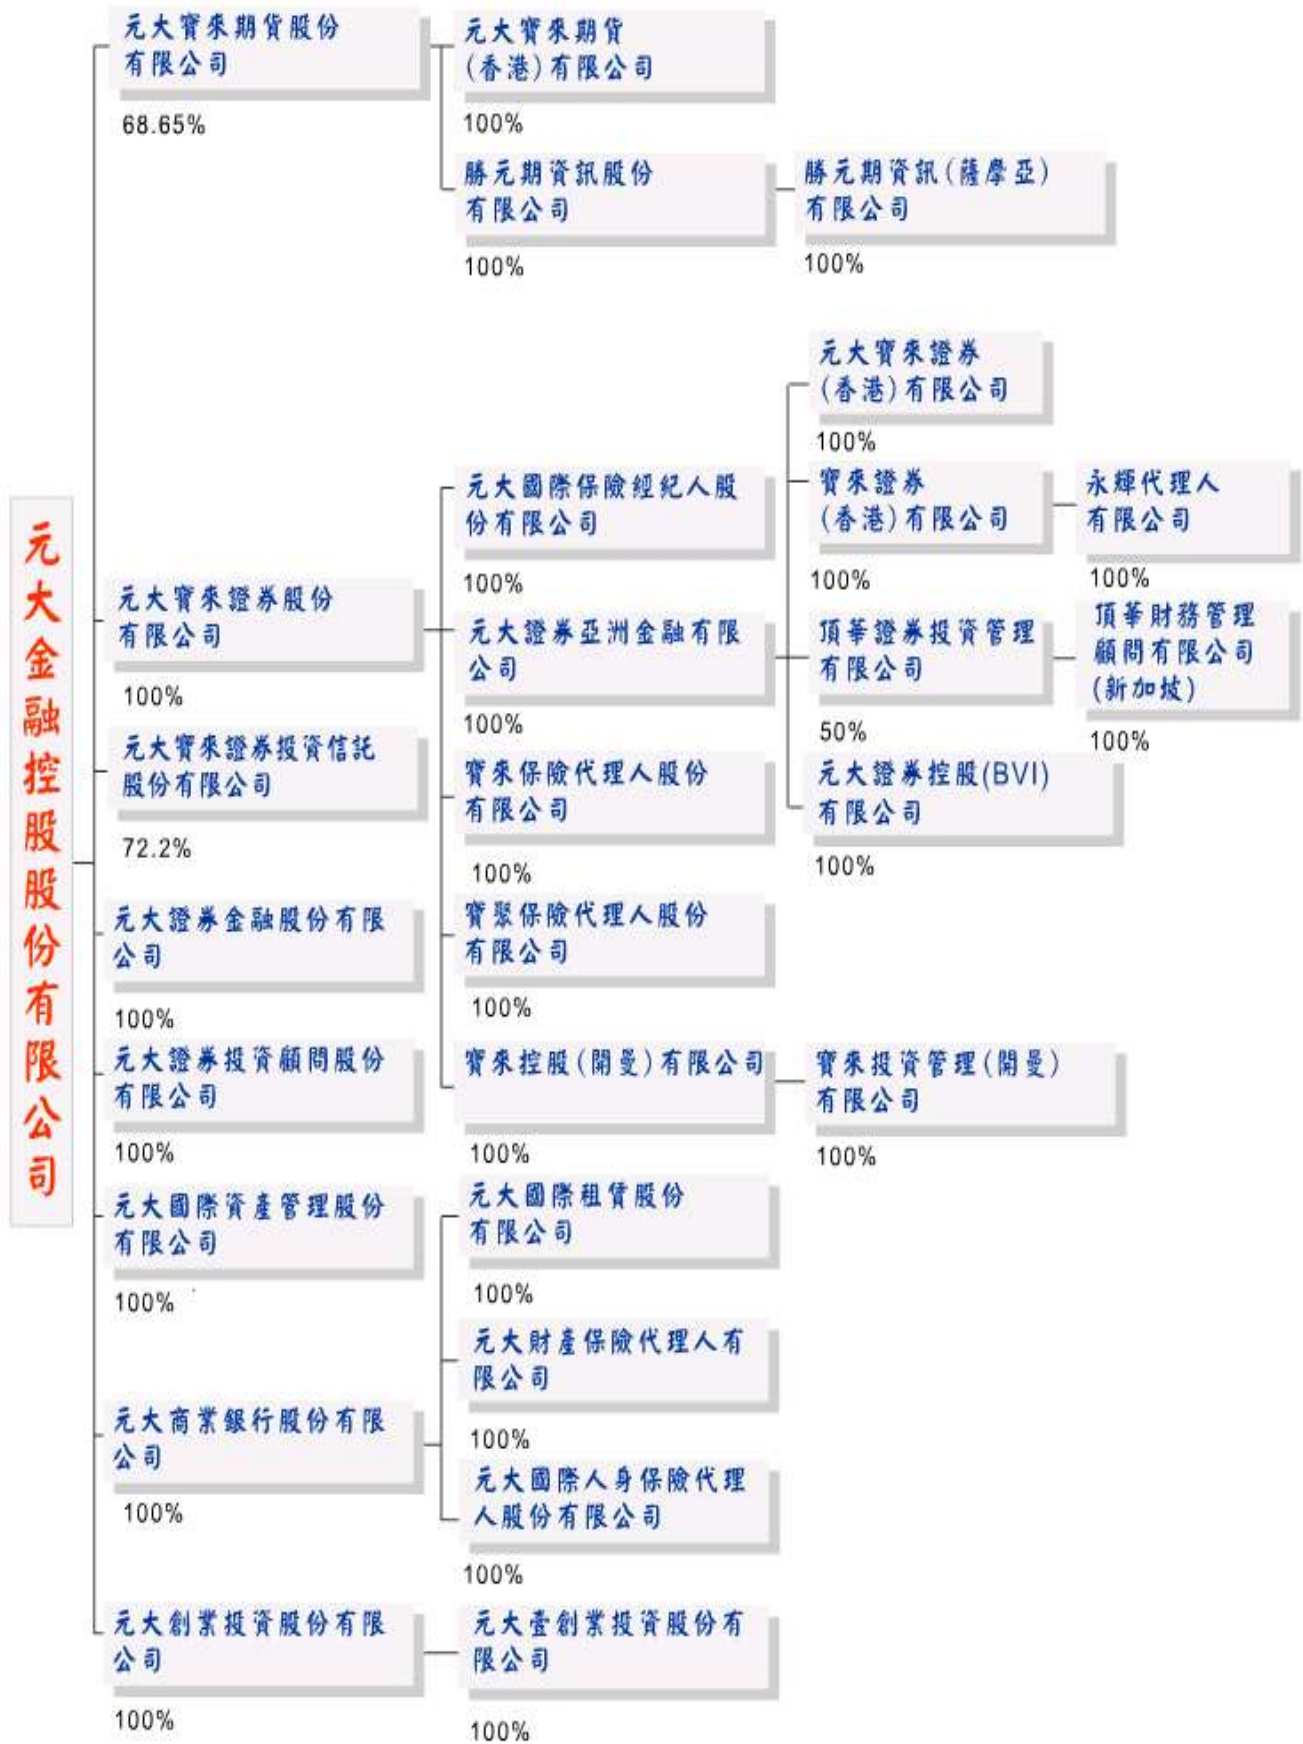 元大金融控股股份有限公司
元大寶來期貨股份
有限公司
68.65%
元大寶來期貨
(香港)有限公司
100%
勝元期資訊股份
有限公司
100%
勝元期資訊(薩摩亞)
有限公司
100%
元大寶來證券股份
有限公司
100%
元大國際保險經紀人股
份有限公司
100%
元大證券亞洲金融有限
公司
100%
元大寶來證券
(香港)有限公司
100%
寶來證券
(香港)有限公司
100%
永輝代理人
有限公司
100%
頂華證券投資管理
有限公司
50%
頂華財務管理
顧問有限公司
(新加坡)
100%
元大證券控股(BVI)
有限公司
100%
寶來保險代理人股份
有限公司
100%
寶聚保險代理人股份
有限公司
100%
寶來控股(開曼)有限公司
100%
寶來投資管理(開曼)
有限公司
100%
元大寶來證券投資信託
股份有限公司
72.2%
元大證券金融股份有限
公司
100%
元大證券投資顧問股份
有限公司
100%
元大國際資產管理股份
有限公司
100%
元大商業銀行股份有限
公司
100%
元大國際租賃股份
有限公司
100%
元大財產保險代理人有
限公司
100%
元大國際人身保險代理
人股份有限公司
100%
元大創業投資股份有限
公司
100%
元大壹創業投資股份有
限公司
100%